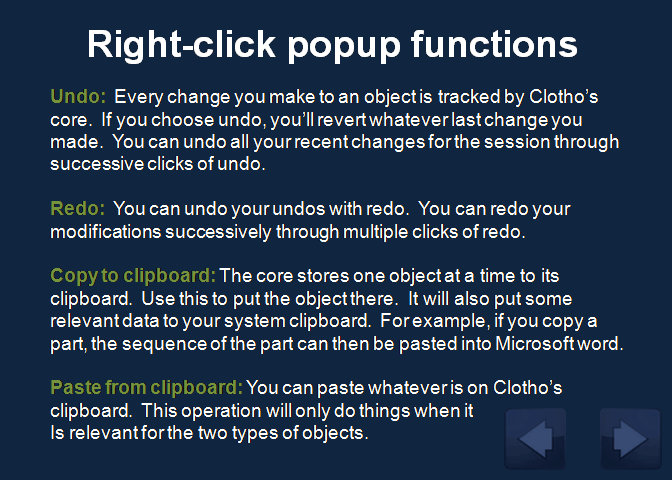 Right-click popup functions
Undo:  Every change you make to an object is tracked by Clotho’s
core.  If you choose undo, you’ll revert whatever last change you
made.  You can undo all your recent changes for the session through
successive clicks of undo.
Redo:  You can undo your undos with redo.  You can redo your
modifications successively through multiple clicks of redo.
Copy to clipboard: The core stores one object at a time to its
clipboard.  Use this to put the object there.  It will also put some
relevant data to your system clipboard.  For example, if you copy a
part, the sequence of the part can then be pasted into Microsoft word.
Paste from clipboard: You can paste whatever is on Clotho’s
clipboard.  This operation will only do things when it
Is relevant for the two types of objects.